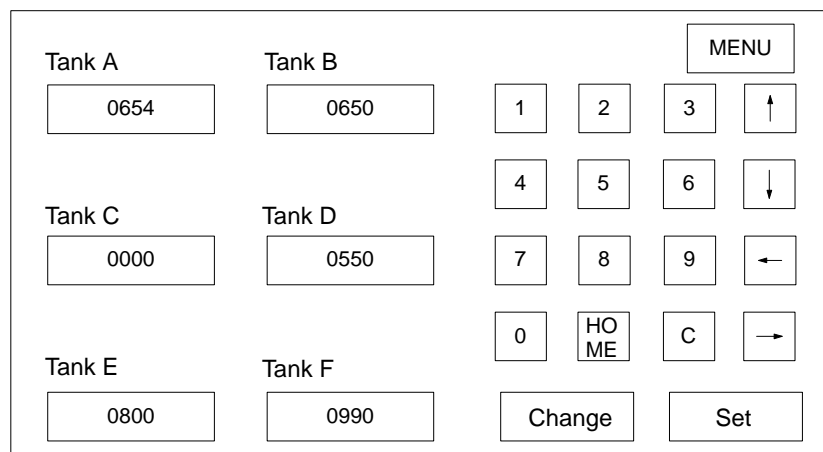 MENU
Tank A Tank B
0654 0650 1 2 3
4 5 6
Tank C Tank D
0000 0550 7 8 9
0 HO C
ME
Tank E Tank F
0800 0990 Change Set